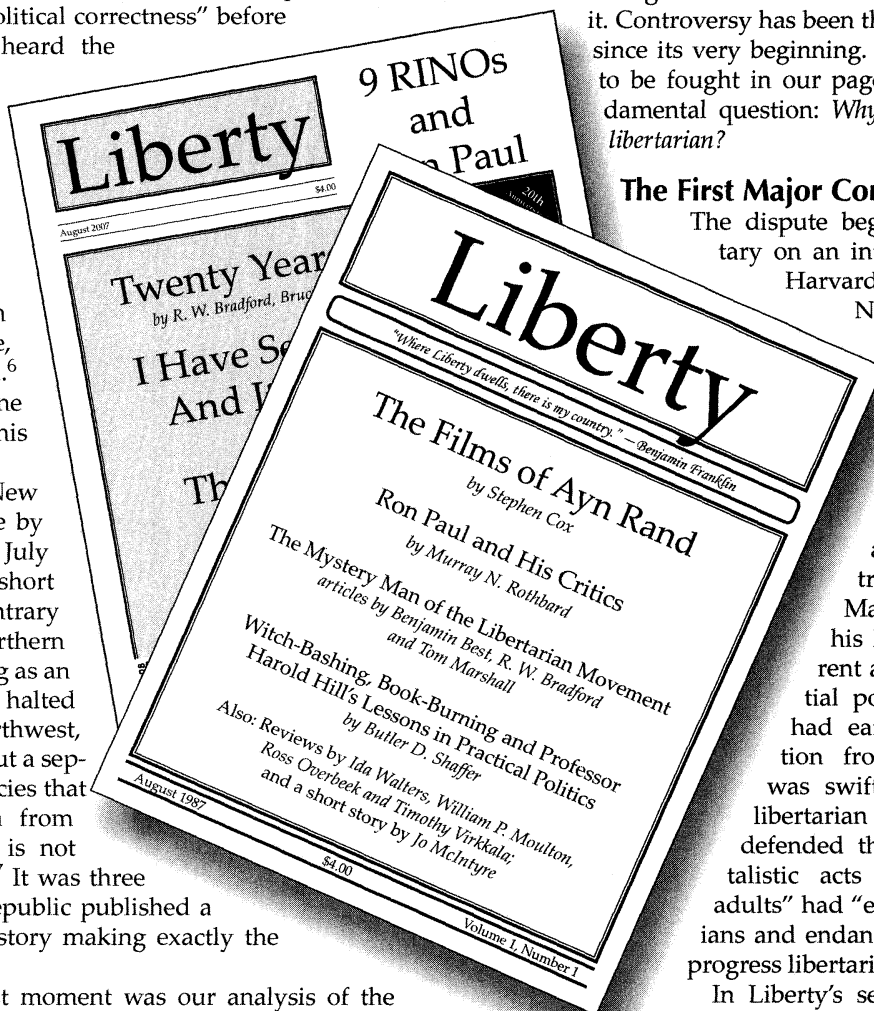 olitical correctness” before
heard the
9 RINOs
and
n Paul
Liberty
$4.00
August 2007
20th
Twenty Year
by R. W. Bradford, Bruc
I Have Se
And I
Th
Liberty
“Where Liberty dwells, there is my country.” — Benjamin Franklin
The Films of Ayn Rand
by Stephen Cox
Ron Paul and His Critics
by Murray N. Rothbard
The Mystery Man of the Libertarian Movement
articles by Benjamin Best, R. W. Bradford
and Tom Marshall
Witch-Bashing, Book-Burning and Professor
Harold Hill’s Lessons in Practical Politics
by Butler D. Shaffer
Also: Reviews by Ida Walters, William P. Moulton,
Ross Overbeek and Timothy Virkkala;
and a short story by Jo McIntyre
August 1987
$4.00
Volume 1, Number 1
n
e,
.6
ne
his
New
e by
July
short
ntrary
rthern
g as an
halted
rthwest,
ut a sep-
cies that
from
is not
It was three
epublic published a
story making exactly the
t moment was our analysis of the
it. Controversy has been th
since its very beginning.
to be fought in our page
damental question: Why
libertarian?
The First Major Con
The dispute beg
tary on an in
Harvard
N
a
tr
Ma
his
rent a
tial po
had ear
tion fro
was swift
libertarian
defended th
talistic acts
adults” had “e
ians and endan
progress libertari
In Liberty’s se